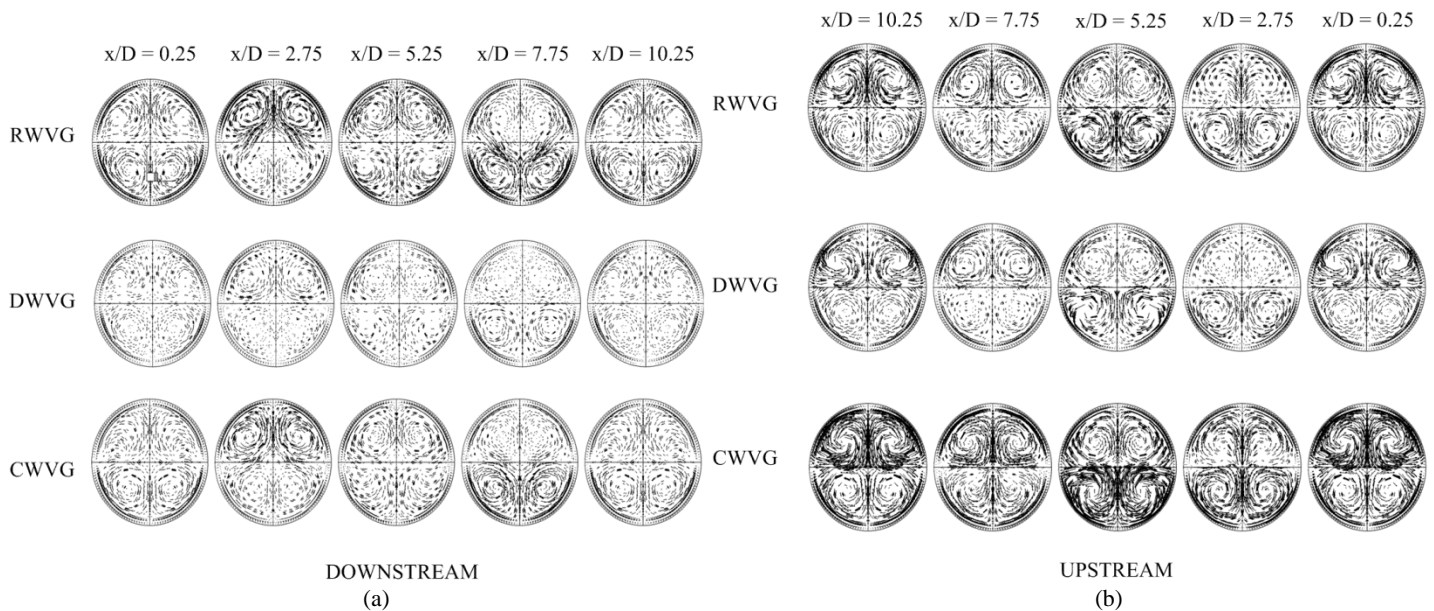 x/D = 0.25 x/D = 2.75 x/D = 5.25 x/D = 7.75 x/D = 10.25
RWVG
DWVG
CWVG
DOWNSTREAM
(a)
x/D = 10.25 x/D = 7.75 x/D = 5.25 x/D = 2.75 x/D = 0.25
RWVG
DWVG
CWVG
UPSTREAM
(b)